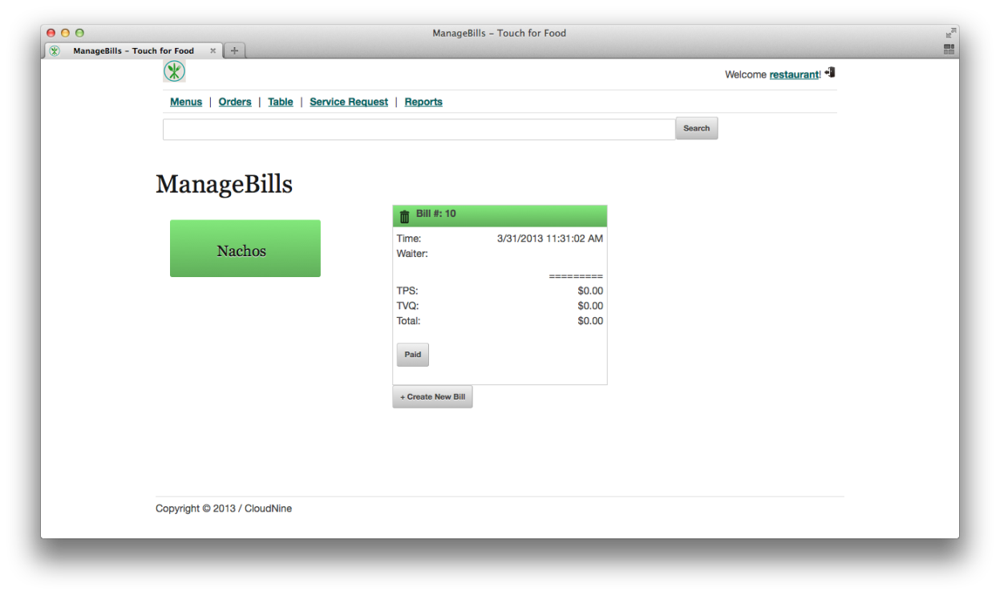 ManageBills – Touch for Food
ManageBills – Touch for Food
Welcome restaurant!
Menus | Orders | Table | Service Request | Reports
Search
ManageBills
Nachos
Bill #: 10
Time: 3/31/2013 11:31:02 AM
Waiter:
=========
TPS: $0.00
TVQ: $0.00
Total: $0.00
Paid
+ Create New Bill
Copyright © 2013 / CloudNine